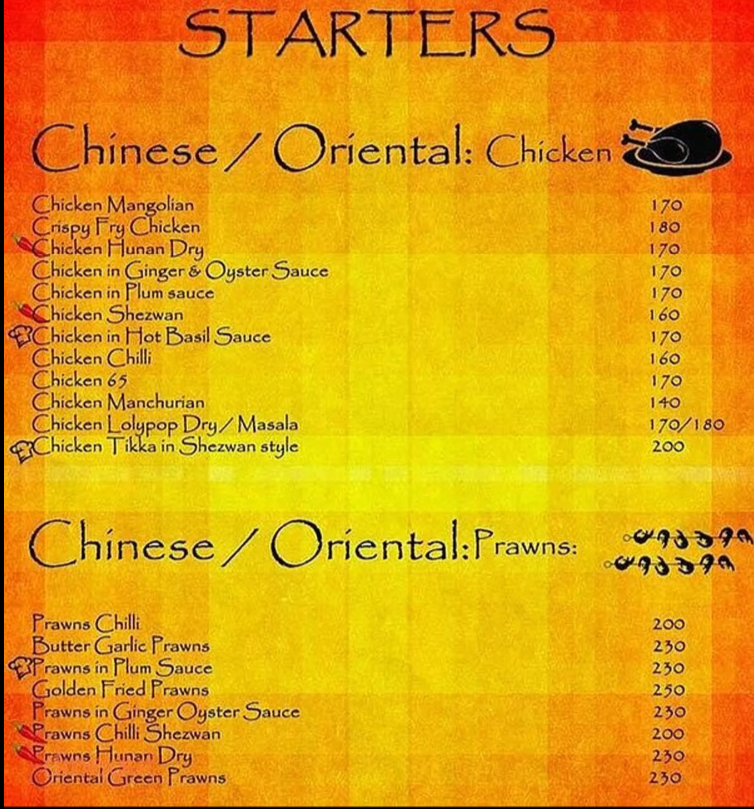 STARTERS
Chinese / Oriental: Chicken
Chicken Mangolian 170
Crispy Fry Chicken 180
Chicken Hunan Dry 170
Chicken in Ginger & Oyster Sauce 170
Chicken in Plum sauce 170
Chicken Shezwan 160
Chicken in Hot Basil Sauce 170
Chicken Chilli 160
Chicken 65 170
Chicken Manchurian 140
Chicken Lolypop Dry/Masala 170/180
Chicken Tikka in Shezwan style 200
Chinese / Oriental:Prawns:
Prawns Chilli 200
Butter Garlic Prawns 230
Prawns in Plum Sauce 230
Golden Fried Prawns 250
Prawns in Ginger Oyster Sauce 230
Prawns Chilli Shezwan 200
Prawns Hunan Dry 230
Oriental Green Prawns 230